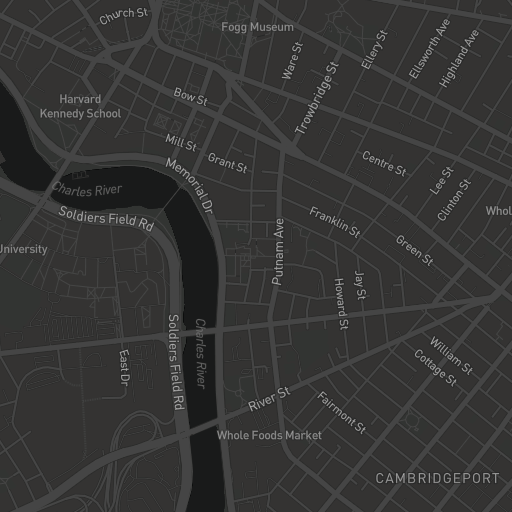 Church St
Fogg Museum
Ware St
Ellery St
Ellsworth Ave
Highland Ave
Trowbridge St
Harvard
Kennedy School
Bow St
Mill St
Grant St
Centre St
Memorial Dr
Lee St
Clinton St
Charles River
Soldiers Field Rd
Franklin St
Whol
Putnam Ave
Green St
University
Jay St
Howard St
Soldiers Field Rd
Charles River
East Dr
William St
Cottage St
River St
Fairmont St
Whole Foods Market
CAMBRIDGEPORT